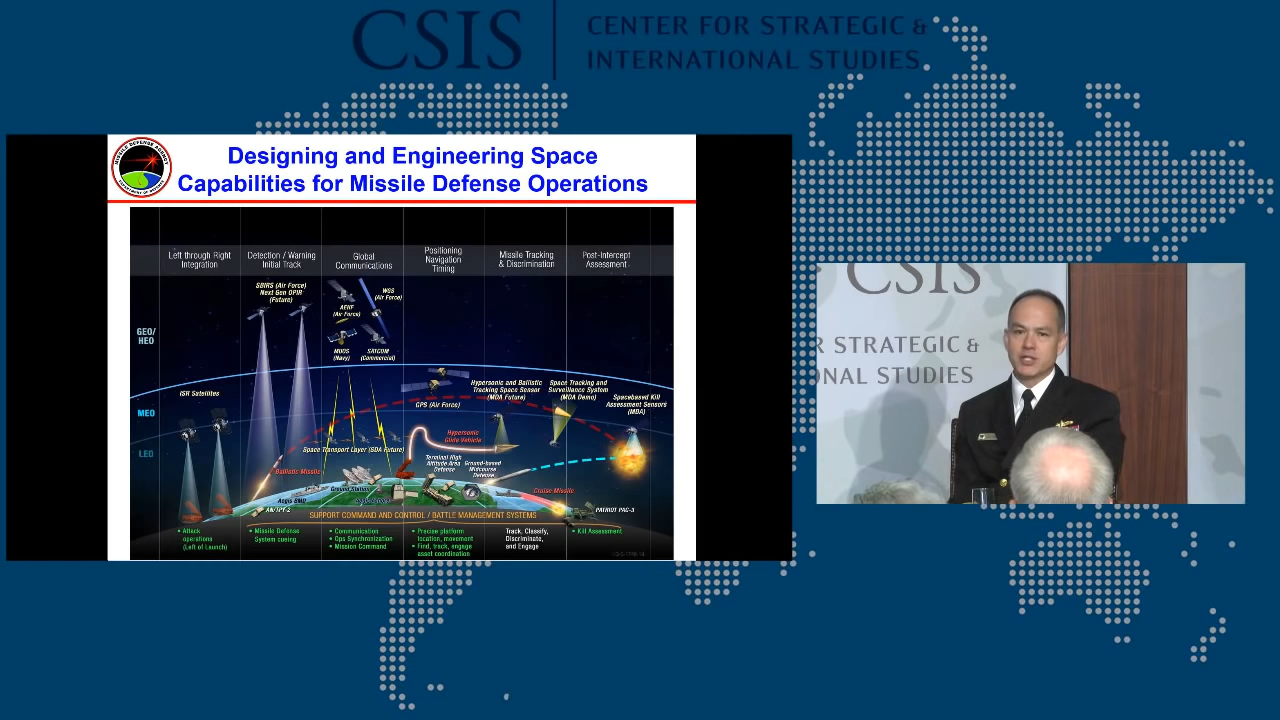 CSIS
CENTER FOR STRATEGIC &
INTERNATIONAL STUDIES
MISSILE DEFENSE AGENCY
Designing and Engineering Space
Capabilities for Missile Defense Operations
Left through Right
Integration
Detection / Warning
Initial Track
Global
Communications
Positioning
Navigation
Timing
Missile Tracking
& Discrimination
Post-Intercept
Assessment
GEO/
HEO
MEO
LEO
SBIRS (Air Force)
Next Gen OPIR
(Future)
AEHF
(Air Force)
WGS
(Air Force)
MUOS
(Navy)
SATCOM
(Commercial)
ISR Satellites
GPS (Air Force)
Hypersonic and Ballistic
Tracking Space Sensor
(MDA Future)
Space Tracking and
Surveillance System
(MDA Demo)
Spacebased Kill
Assessment Sensors
(MDA)
Space Transport Layer (SDA Future)
Hypersonic
Glide Vehicle
Ballistic Missile
Terminal High
Altitude Area
Defense
Ground-based
Midcourse
Defense
Cruise Missile
Aegis BMD
AN/TPY-2
Ground Station
PATRIOT PAC-3
SUPPORT COMMAND AND CONTROL / BATTLE MANAGEMENT SYSTEMS
• Attack
operations
(Left of Launch)
• Missile Defense
System cueing
• Communication
• Ops Synchronization
• Mission Command
• Precise platform
location, movement
• Find, track, engage
asset coordination
Track, Classify,
Discriminate,
and Engage
• Kill Assessment
CSIS
R STRATEGIC &
ONAL STUDIES